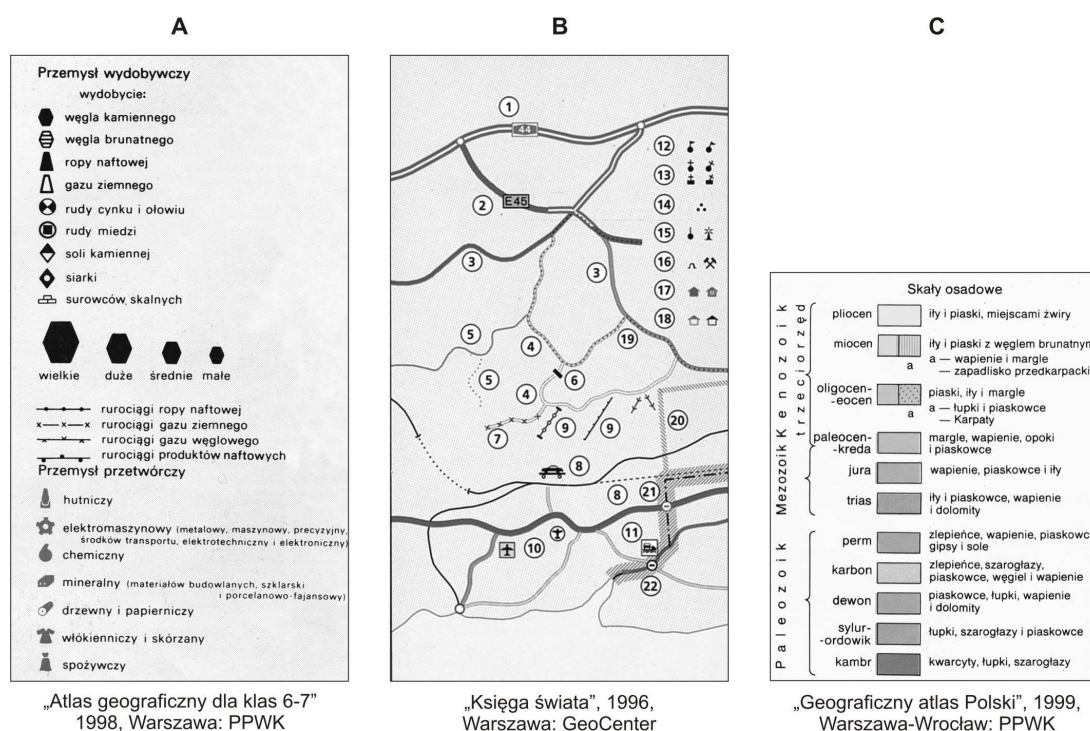 A
Przemysł wydobywczy
wydobycie:
węgla kamiennego
węgla brunatnego
ropy naftowej
gazu ziemnego
rudy cynku i ołowiu
rudy miedzi
soli kamiennej
siarki
surowców skalnych
wielkie duże średnie małe
rurociągi ropy naftowej
rurociągi gazu ziemnego
rurociągi gazu węglowego
rurociągi produktów naftowych
Przemysł przetwórczy
hutniczy
elektromaszynowy (metalowy, maszynowy, precyzyjny,
środków transportu, elektrotechniczny i elektroniczny)
chemiczny
mineralny (materiałów budowlanych, szklarski
i porcelanowo-fajansowy)
drzewny i papierniczy
włókienniczy i skórzany
spożywczy
„Atlas geograficzny dla klas 6-7”
1998, Warszawa: PPWK
B
1
44
12
13
2
E45
14
15
3
3
16
17
18
5
4
19
5
6
4
7
9
9
20
8
8
21
10
11
22
„Księga świata”, 1996,
Warszawa: GeoCenter
C
Skały osadowe
Kenozoik
trzeciorzęd
pliocen
iły i piaski, miejscami żwiry
miocen
iły i piaski z węglem brunatnym
a
a — wapienie i margle
— zapadlisko przedkarpackie
oligocen-
-eocen
piaski, iły i margle
a
a — łupki i piaskowce
— Karpaty
Mezozoik
paleocen-
-kreda
margle, wapienie, opoki
i piaskowce
jura
wapienie, piaskowce i iły
trias
iły i piaskowce, wapienie
i dolomity
Paleozoik
perm
zlepieńce, wapienie, piaskowce
gipsy i sole
karbon
zlepieńce, szarogłazy,
piaskowce, węgiel i wapienie
dewon
piaskowce, łupki, wapienie
i dolomity
sylur-
-ordowik
łupki, szarogłazy i piaskowce
kambr
kwarcyty, łupki, szarogłazy
„Geograficzny atlas Polski”, 1999,
Warszawa-Wrocław: PPWK